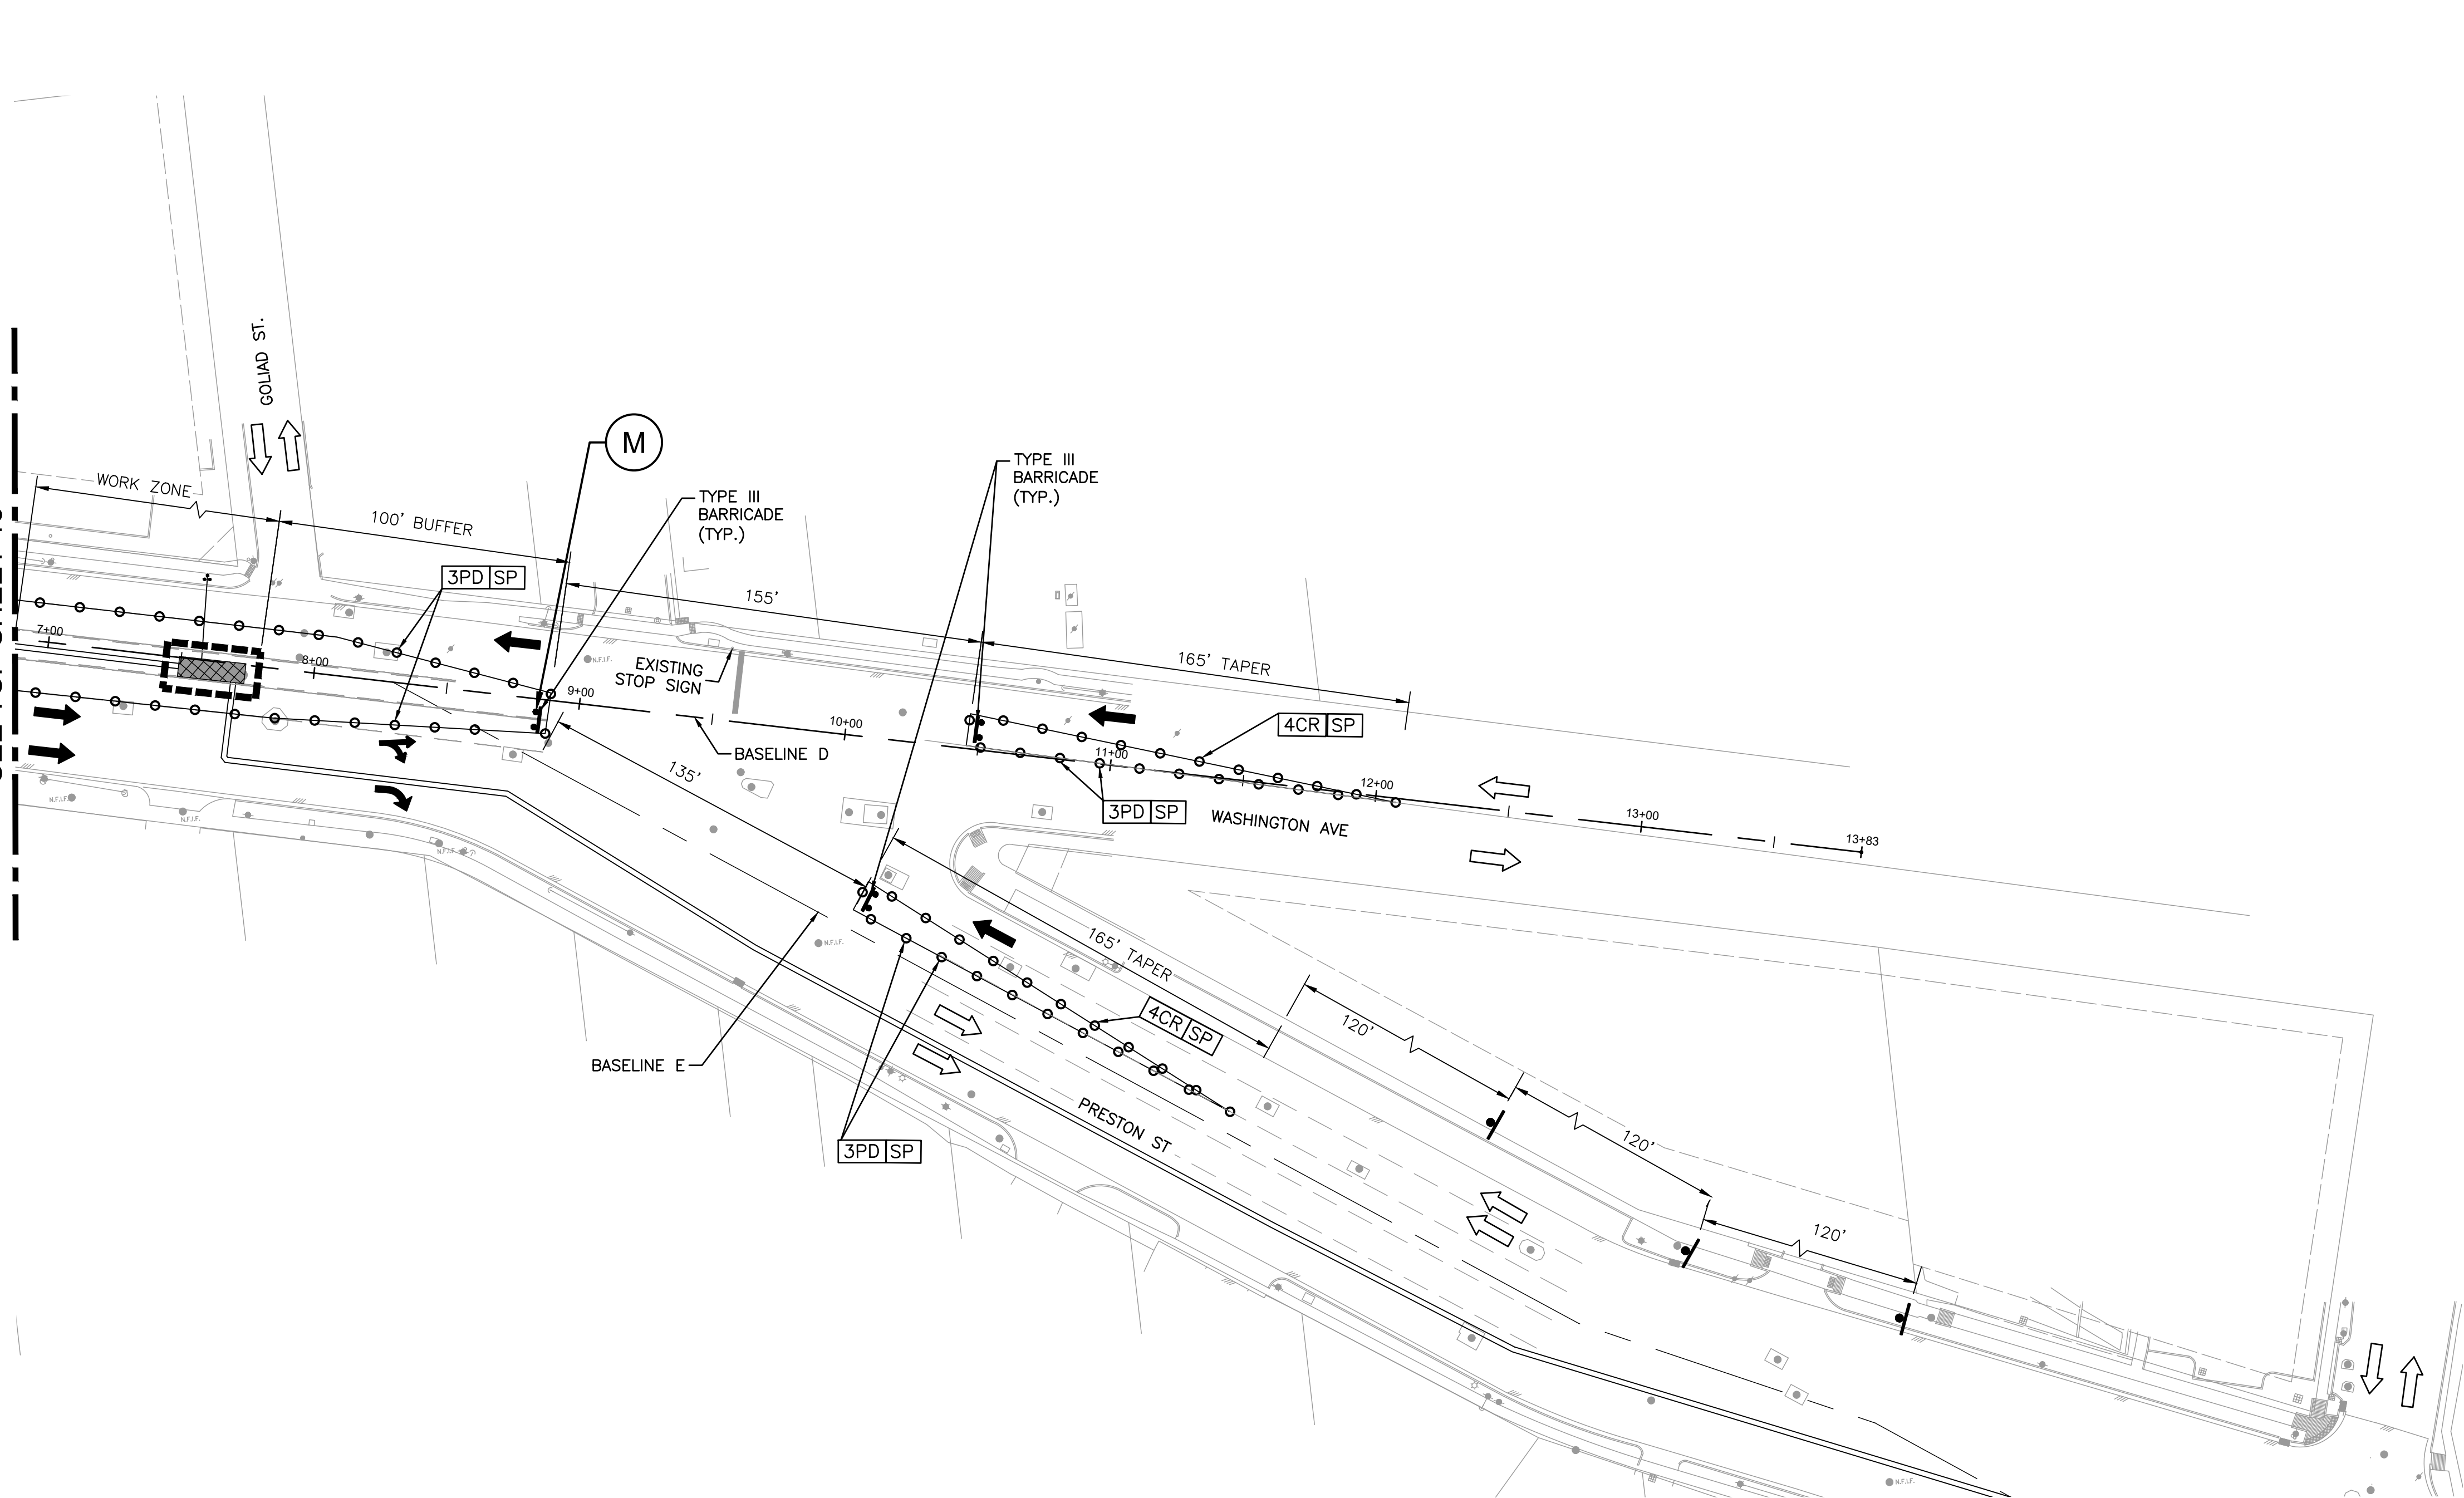 GOLIAD ST.
M
TYPE III
BARRICADE
(TYP.)
TYPE III
BARRICADE
(TYP.)
WORK ZONE
100' BUFFER
3PD SP
155'
165' TAPER
7+00
8+00
9+00
10+00
11+00
12+00
13+00
13+83
N.F.I.F.
EXISTING
STOP SIGN
4CR SP
BASELINE D
135'
3PD SP
WASHINGTON AVE
N.F.I.F.
N.F.I.F.
N.F.I.F.
N.F.I.F.
165' TAPER
120'
4CR SP
BASELINE E
120'
PRESTON ST
3PD SP
120'
N.F.I.F.